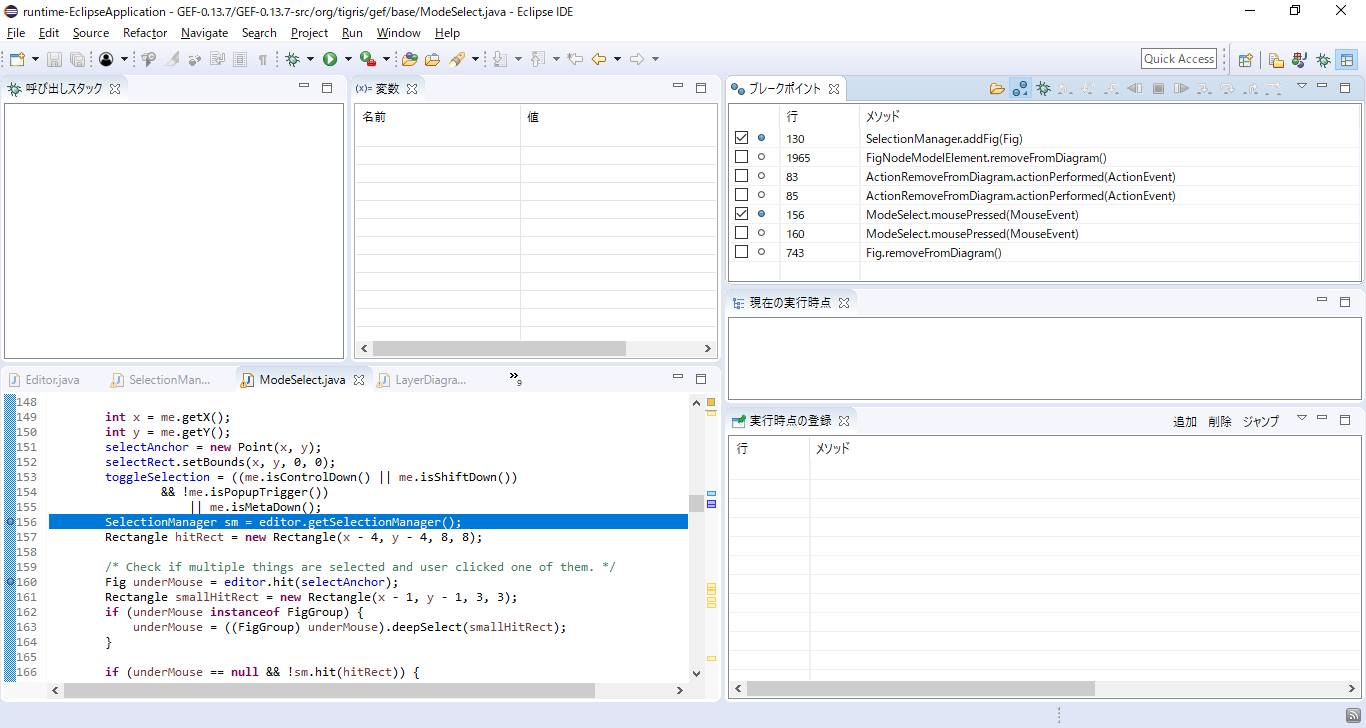 runtime-EclipseApplication - GEF-0.13.7/GEF-0.13.7-src/org/tigris/gef/base/ModeSelect.java - Eclipse IDE
File Edit Source Refactor Navigate Search Project Run Window Help
Quick Access
呼び出しスタック
(x)= 変数
名前 値
ブレークポイント
行 メソッド
130 SelectionManager.addFig(Fig)
1965 FigNodeModelElement.removeFromDiagram()
83 ActionRemoveFromDiagram.actionPerformed(ActionEvent)
85 ActionRemoveFromDiagram.actionPerformed(ActionEvent)
156 ModeSelect.mousePressed(MouseEvent)
160 ModeSelect.mousePressed(MouseEvent)
743 Fig.removeFromDiagram()
現在の実行時点
Editor.java SelectionMan... ModeSelect.java LayerDiagra... »9
148
149 int x = me.getX();
150 int y = me.getY();
151 selectAnchor = new Point(x, y);
152 selectRect.setBounds(x, y, 0, 0);
153 toggleSelection = ((me.isControlDown() || me.isShiftDown())
154 && !me.isPopupTrigger())
155 || me.isMetaDown();
156 SelectionManager sm = editor.getSelectionManager();
157 Rectangle hitRect = new Rectangle(x - 4, y - 4, 8, 8);
158
159 /* Check if multiple things are selected and user clicked one of them. */
160 Fig underMouse = editor.hit(selectAnchor);
161 Rectangle smallHitRect = new Rectangle(x - 1, y - 1, 3, 3);
162 if (underMouse instanceof FigGroup) {
163 underMouse = ((FigGroup) underMouse).deepSelect(smallHitRect);
164 }
165
166 if (underMouse == null && !sm.hit(hitRect)) {
実行時点の登録 追加 削除 ジャンプ
行 メソッド